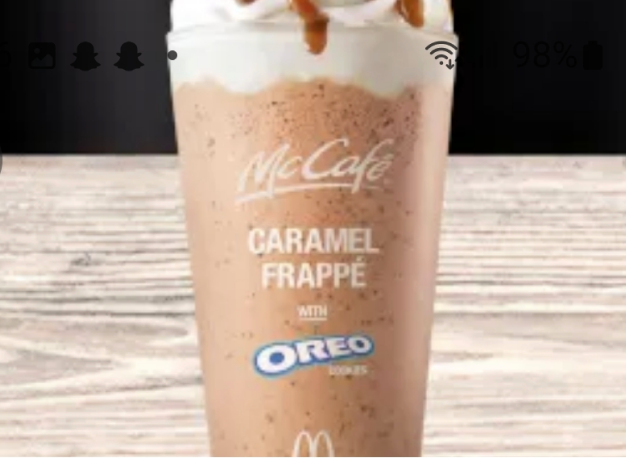 98%
McCafé
CARAMEL
FRAPPÉ
WITH
OREO
COOKIES